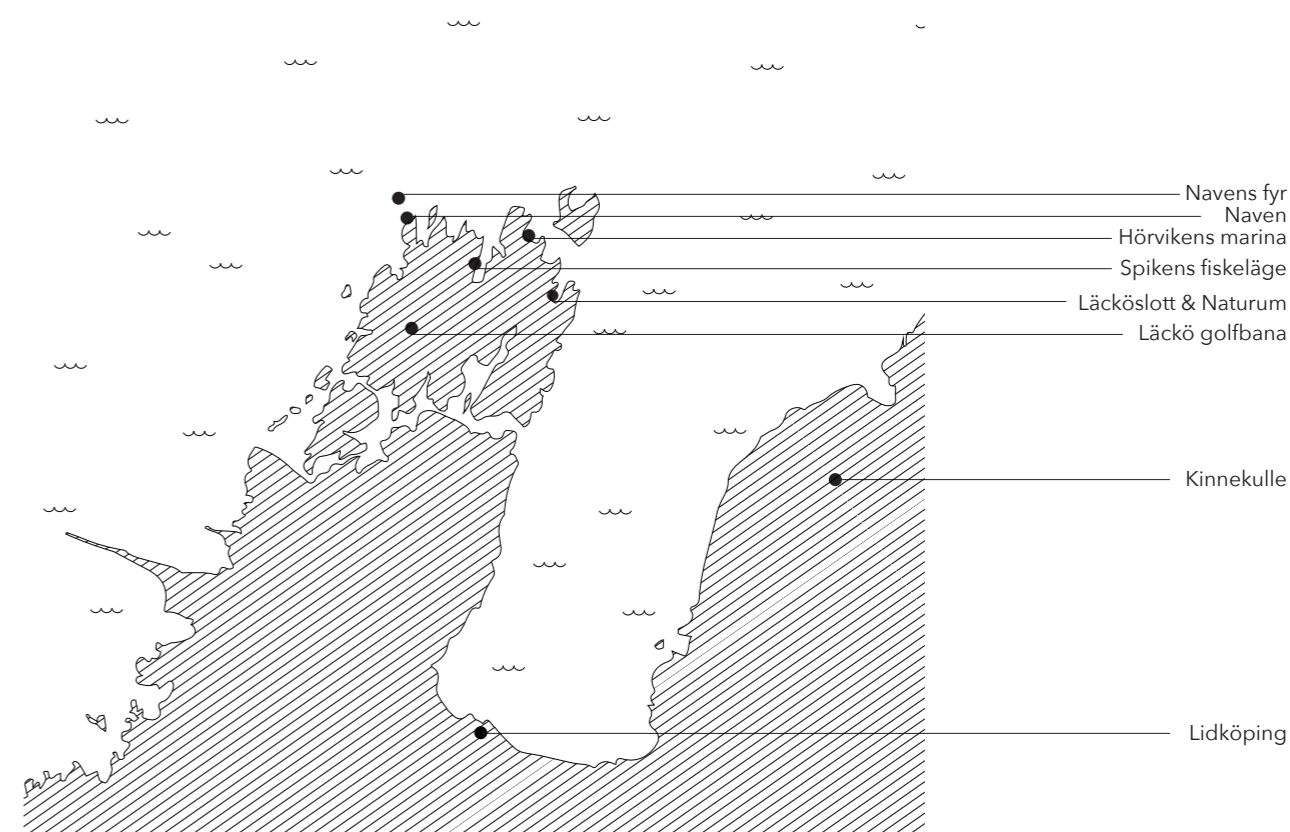 Navens fyr
Naven
Hörvikens marina
Spikens fiskeläge
Läcköslott & Naturum
Läckö golfbana
Kinnekulle
Lidköping